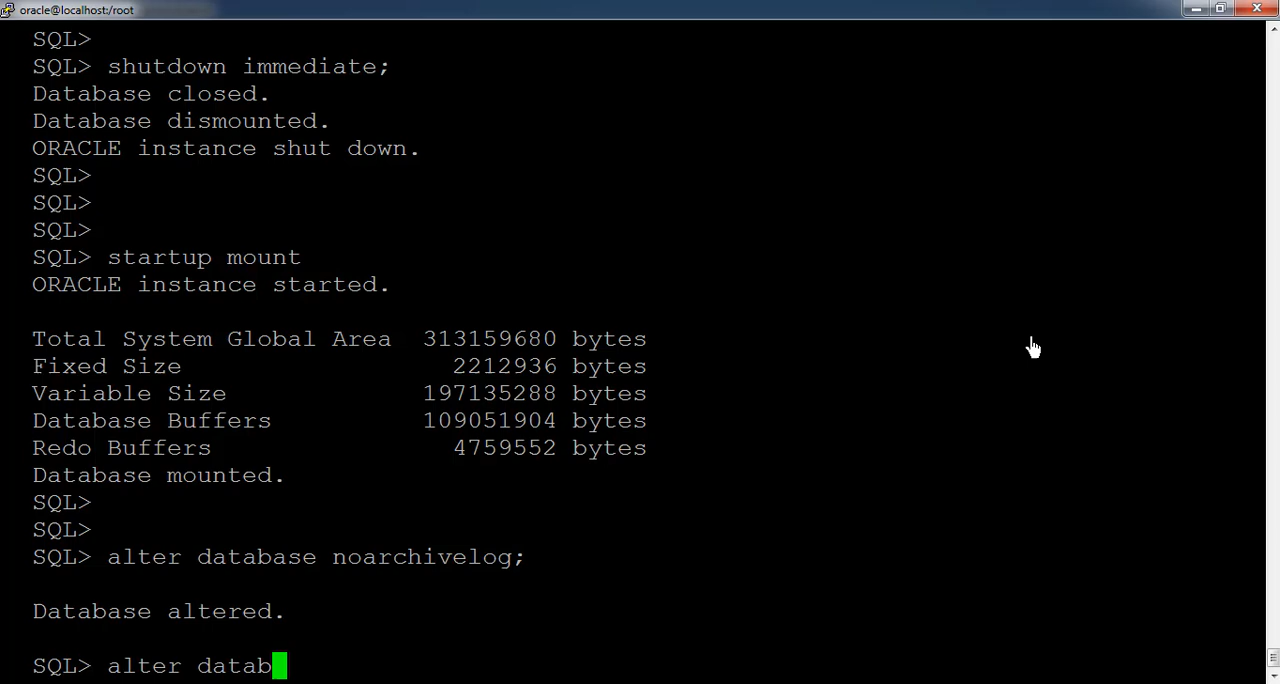 oracle@localhost:/root
SQL>
SQL> shutdown immediate;
Database closed.
Database dismounted.
ORACLE instance shut down.
SQL>
SQL>
SQL>
SQL> startup mount
ORACLE instance started.
Total System Global Area 313159680 bytes
Fixed Size 2212936 bytes
Variable Size 197135288 bytes
Database Buffers 109051904 bytes
Redo Buffers 4759552 bytes
Database mounted.
SQL>
SQL>
SQL> alter database noarchivelog;
Database altered.
SQL> alter datab